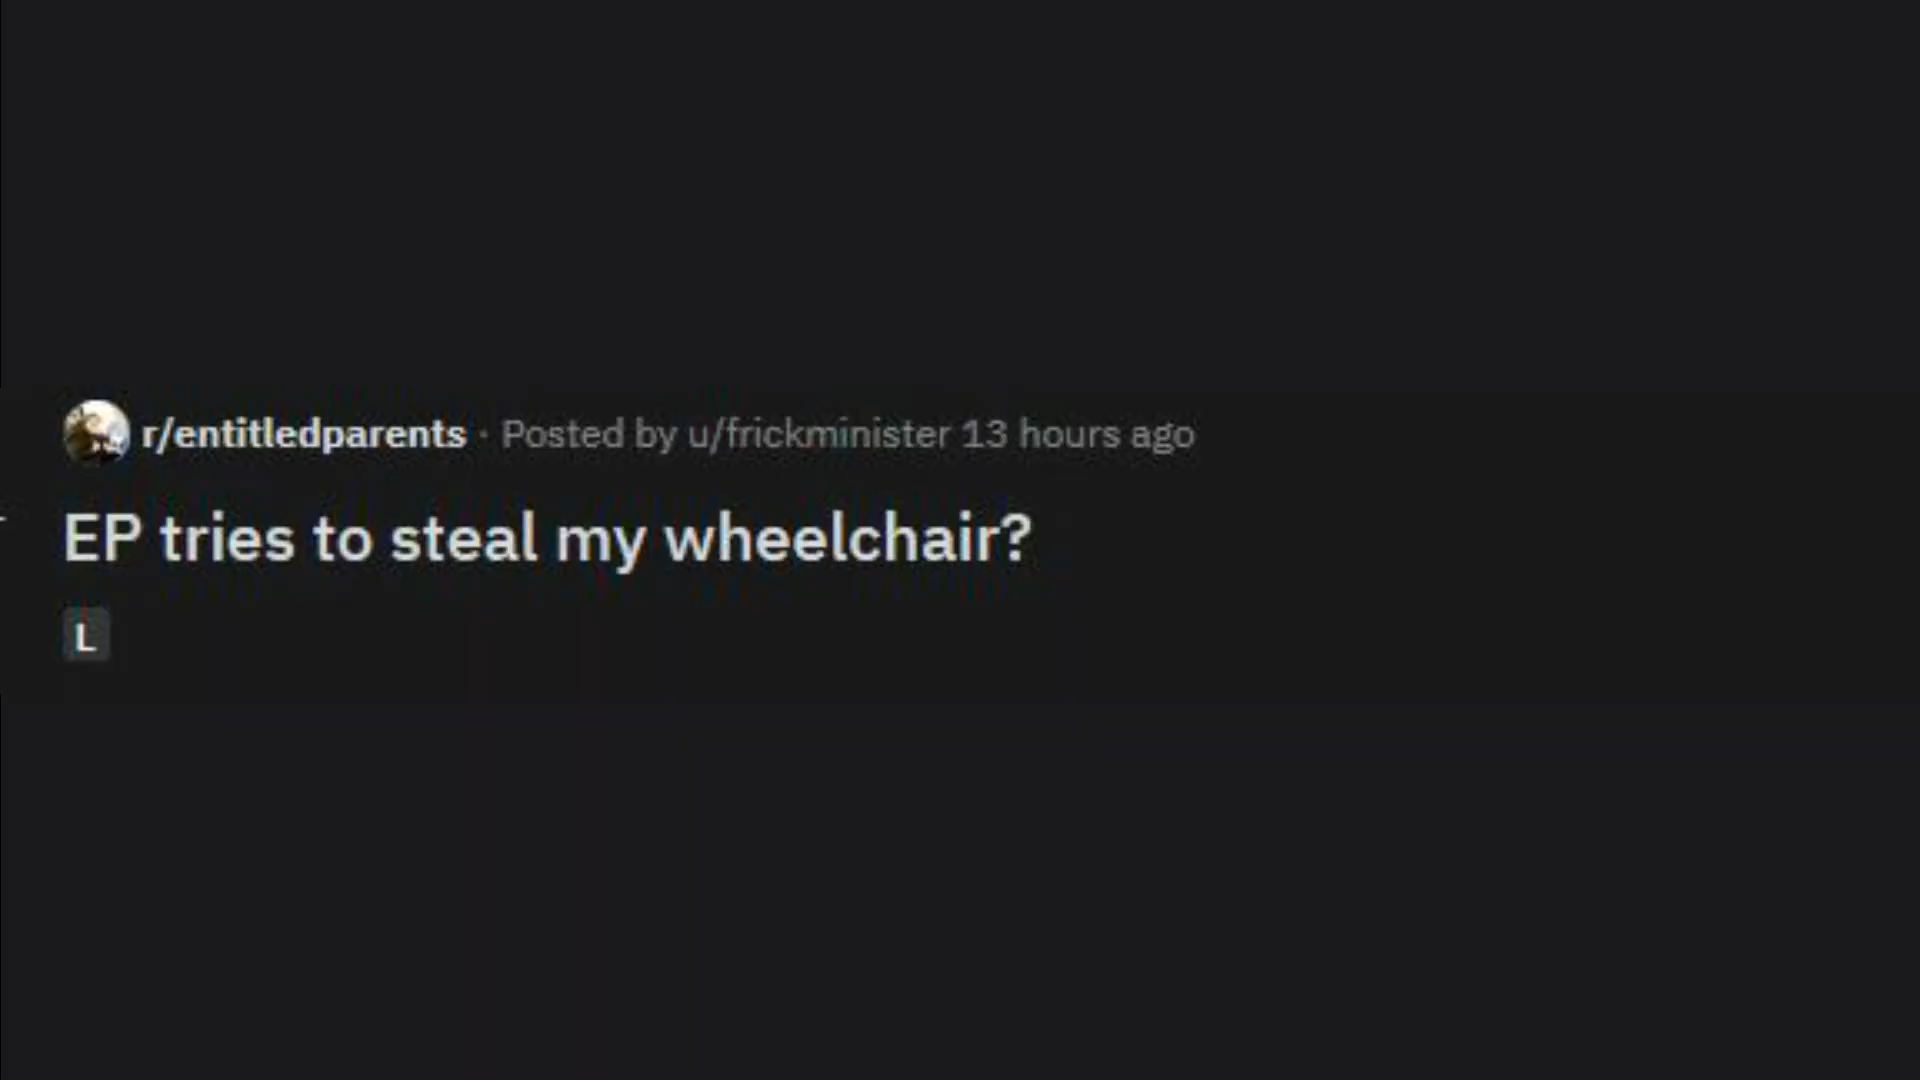 r/entitledparents · Posted by u/frickminister 13 hours ago
EP tries to steal my wheelchair?
L